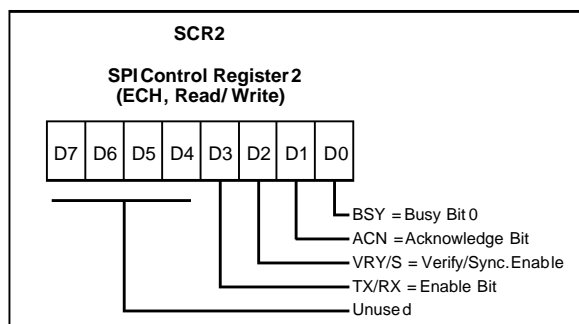 SCR2
SPI Control Register 2
(ECH, Read/ Write)
D7 D6 D5 D4 D3 D2 D1 D0
BSY = Busy Bit 0
ACN = Acknowledge Bit
VRY/S = Verify/Sync. Enable
TX/RX = Enable Bit
Unused